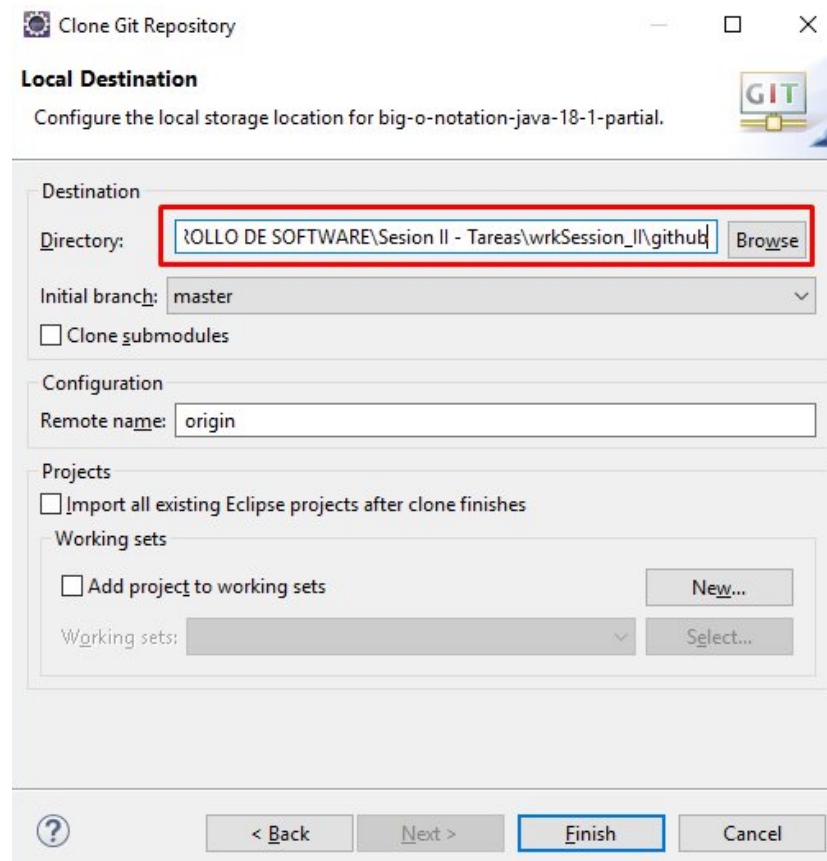 Clone Git Repository
Local Destination
Configure the local storage location for big-o-notation-java-18-1-partial.
GIT
Destination
Directory: ROLLO DE SOFTWARE\Sesion II - Tareas\wrkSession_II\github Browse
Initial branch: master
Clone submodules
Configuration
Remote name: origin
Projects
Import all existing Eclipse projects after clone finishes
Working sets
Add project to working sets New...
Working sets: Select...
? < Back Next > Finish Cancel